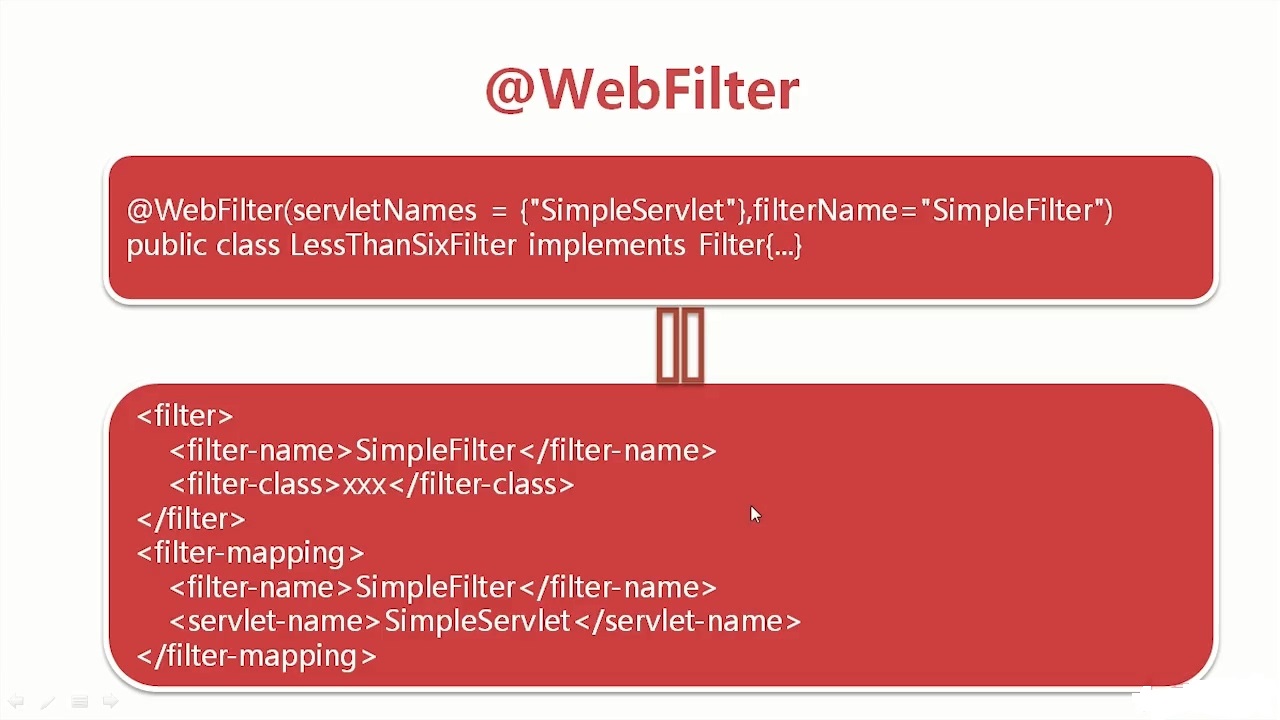 @WebFilter
@WebFilter(servletNames = {"SimpleServlet"},filterName="SimpleFilter")
public class LessThanSixFilter implements Filter{...}
<filter>
<filter-name>SimpleFilter</filter-name>
<filter-class>xxx</filter-class>
</filter>
<filter-mapping>
<filter-name>SimpleFilter</filter-name>
<servlet-name>SimpleServlet</servlet-name>
</filter-mapping>